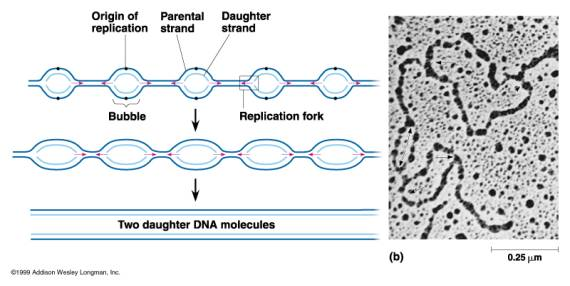 Origin of
replication
Parental
strand
Daughter
strand
Bubble
Replication fork
Two daughter DNA molecules
(b)
0.25 µm
©1999 Addison Wesley Longman, Inc.